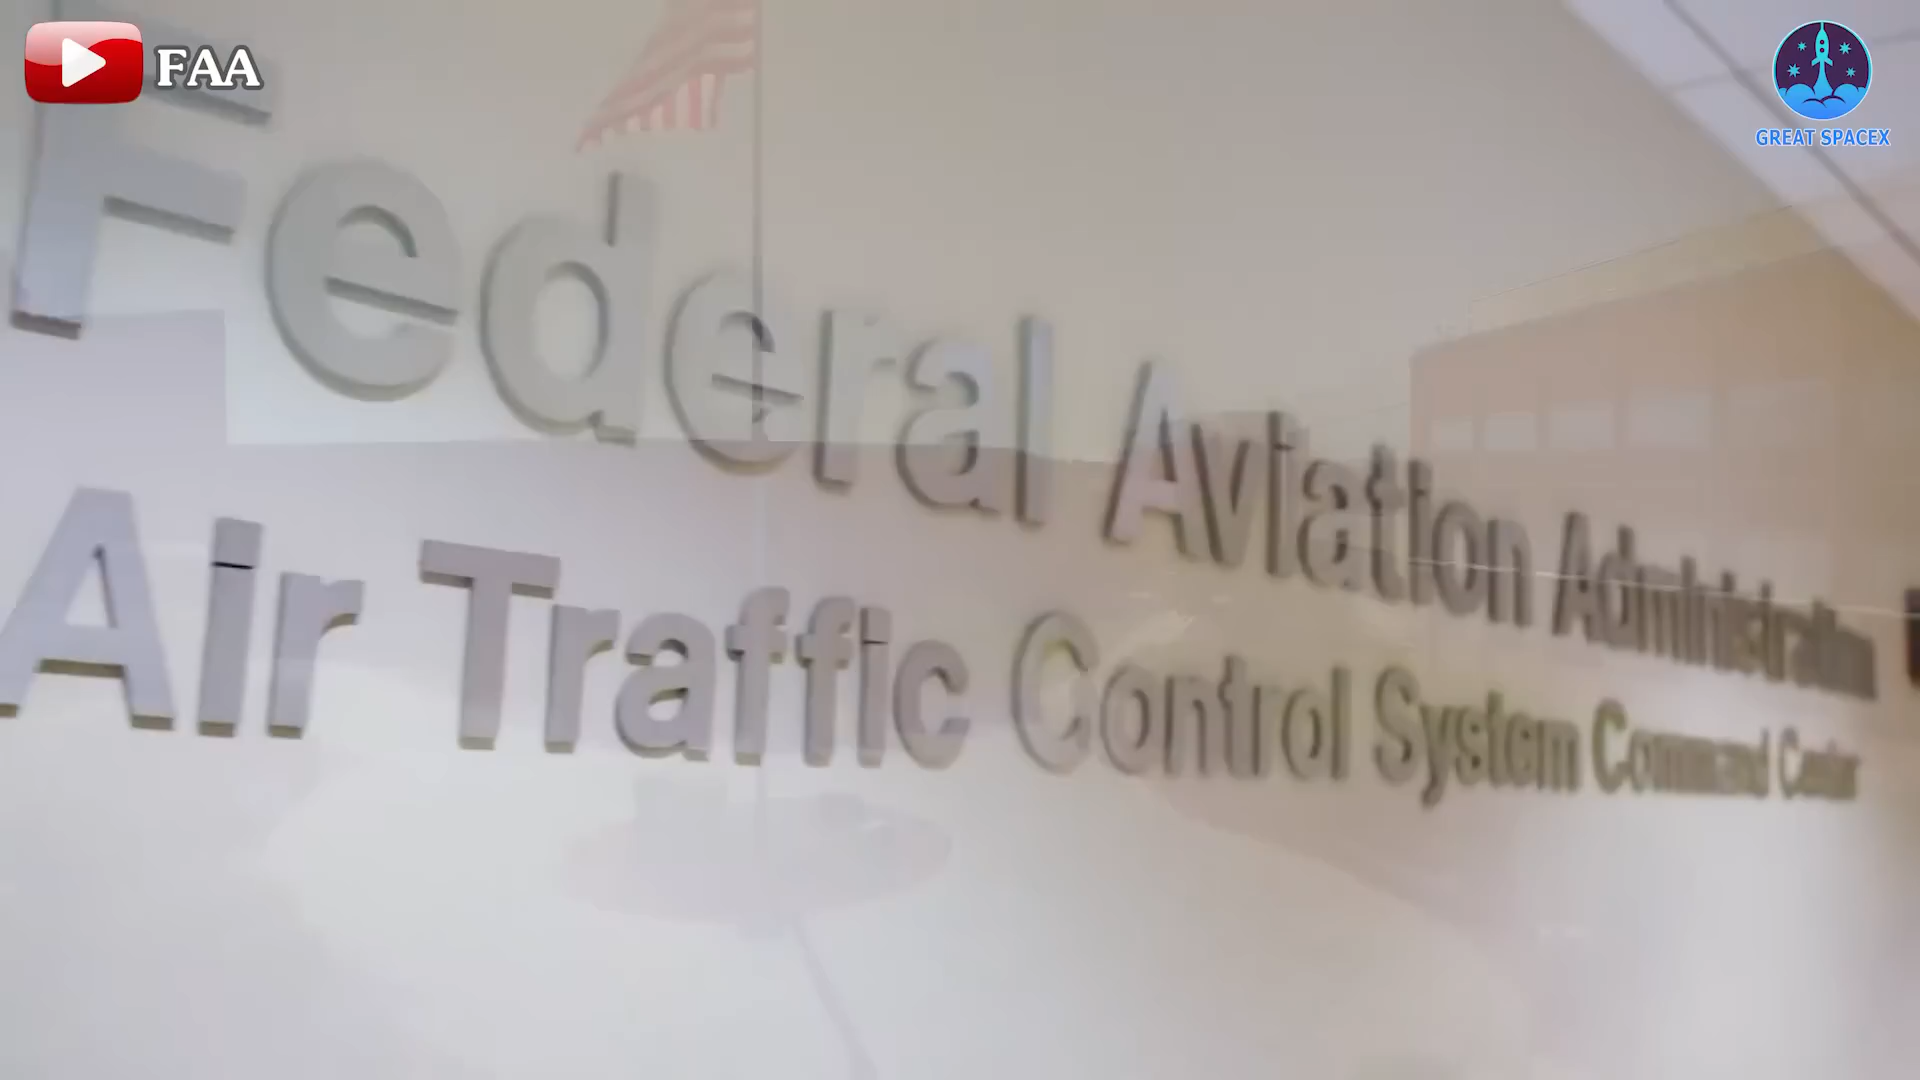 FAA
GREAT SPACEX
Federal Aviation Administration
Air Traffic Control System Command Center